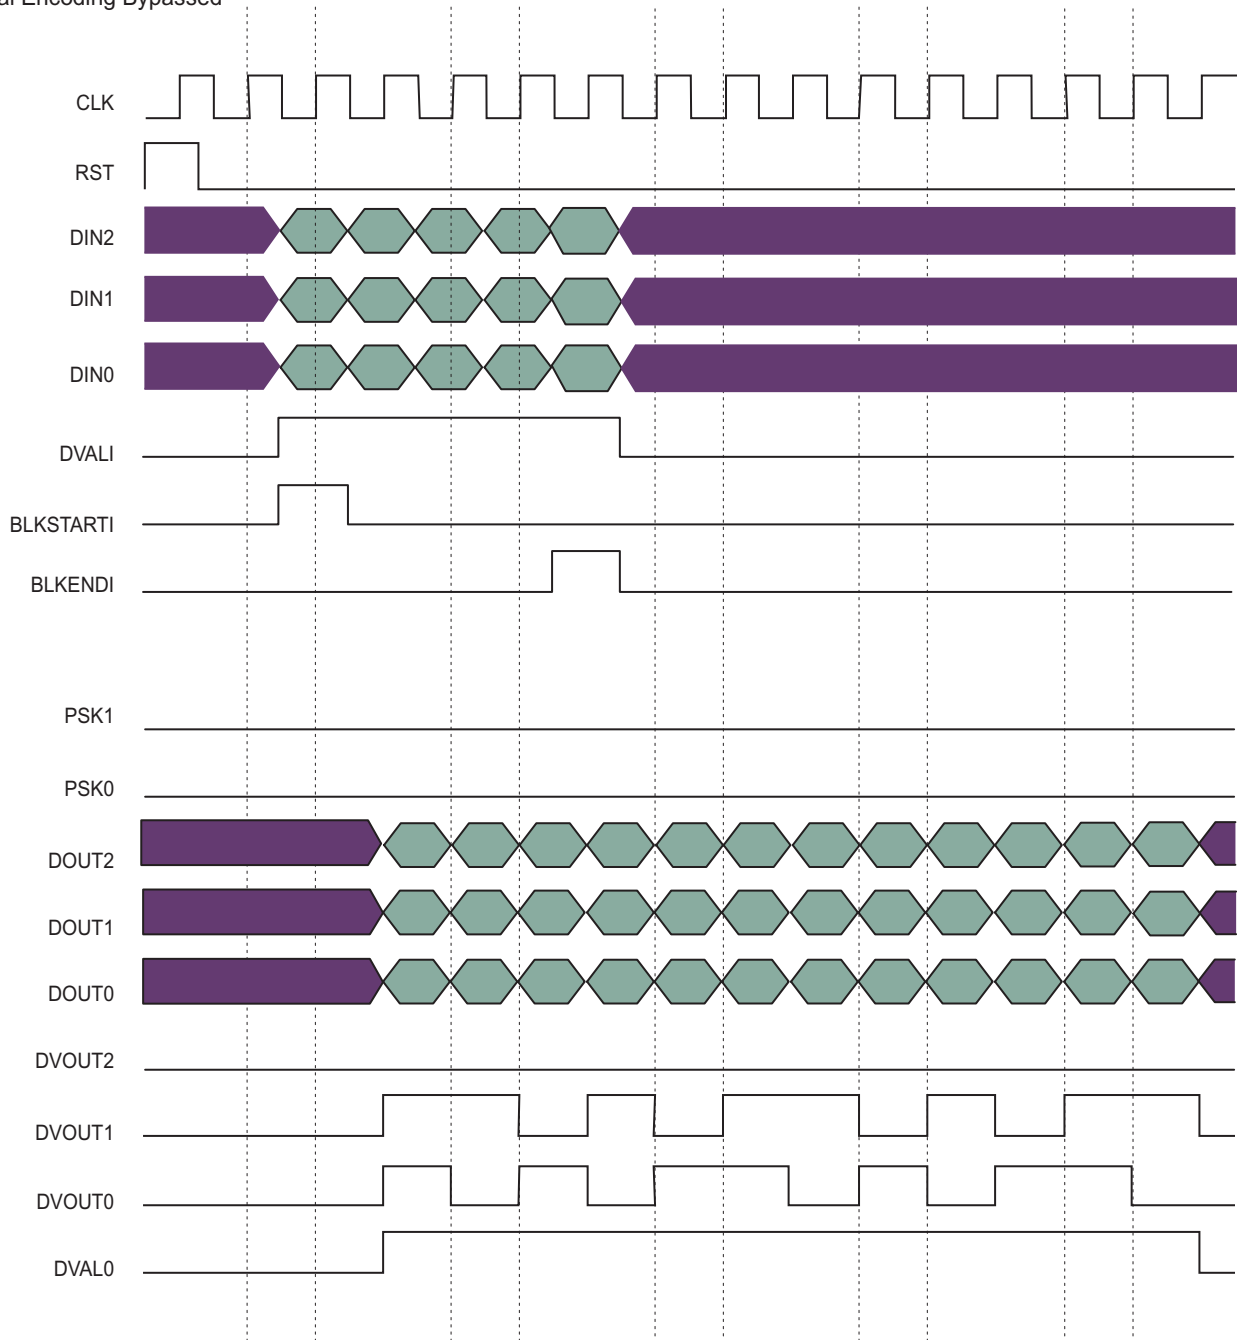 Encoding Bypassed
CLK
RST
DIN2
DIN1
DIN0
DVALI
BLKSTARTI
BLKENDI
PSK1
PSK0
DOUT2
DOUT1
DOUT0
DVOUT2
DVOUT1
DVOUT0
DVAL0